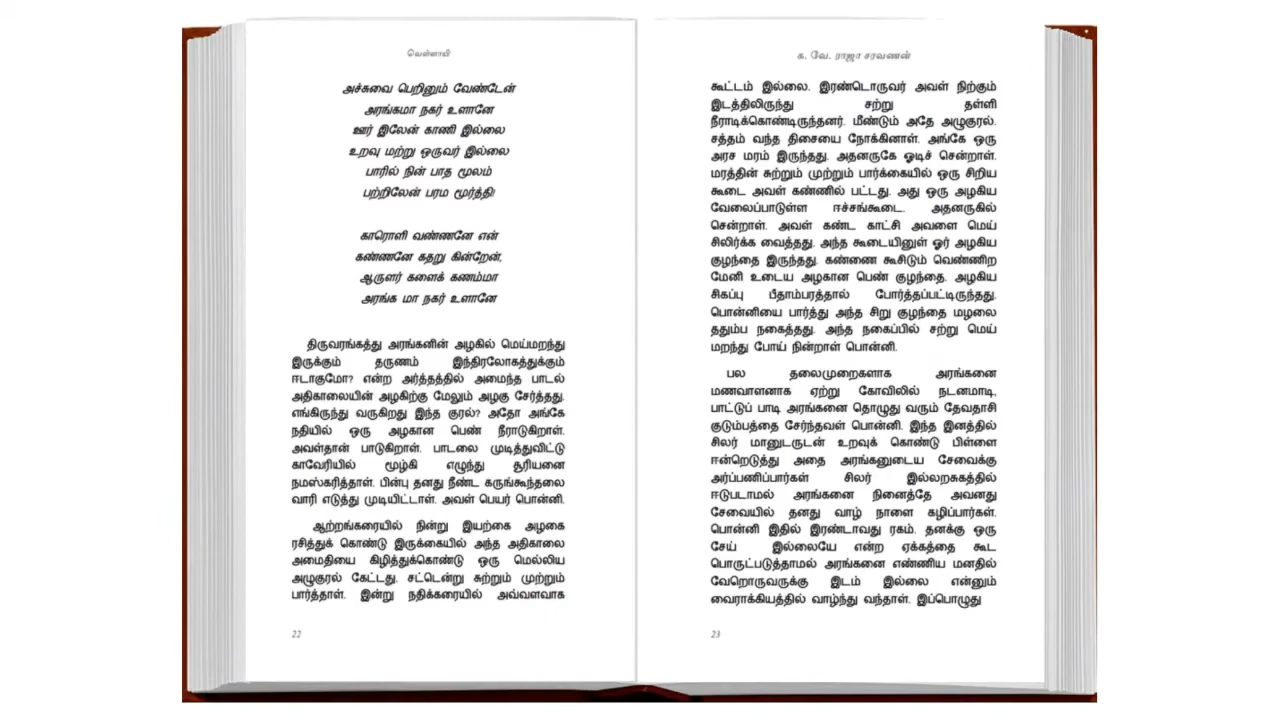 வெள்ளாயி
அச்சுவை பெறினும் வேண்டேன்
அரங்கமா நகர் உளானே
ஊர் இலேன் காணி இல்லை
உறவு மற்று ஒருவர் இல்லை
பாரில் நின் பாத மூலம்
பற்றிலேன் பரம மூர்த்தி!
காரொளி வண்ணனே என்
கண்ணனே கதறு கின்றேன்,
ஆருளர் களைக் கணம்மா
அரங்க மா நகர் உளானே
திருவரங்கத்து அரங்கனின் அழகில் மெய்மறந்து
இருக்கும் தருணம் இந்திரலோகத்துக்கும்
ஈடாகுமோ? என்ற அர்த்தத்தில் அமைந்த பாடல்
அதிகாலையின் அழகிற்கு மேலும் அழகு சேர்த்தது.
எங்கிருந்து வருகிறது இந்த குரல்? அதோ அங்கே
நதியில் ஒரு அழகான பெண் நீராடுகிறாள்.
அவள்தான் பாடுகிறாள். பாடலை முடித்துவிட்டு
காவேரியில் மூழ்கி எழுந்து சூரியனை
நமஸ்கரித்தாள். பின்பு தனது நீண்ட கருங்கூந்தலை
வாரி எடுத்து முடியிட்டாள். அவள் பெயர் பொன்னி.
ஆற்றங்கரையில் நின்று இயற்கை அழகை
ரசித்துக் கொண்டு இருக்கையில் அந்த அதிகாலை
அமைதியை கிழித்துக்கொண்டு ஒரு மெல்லிய
அழுகுரல் கேட்டது. சட்டென்று சுற்றும் முற்றும்
பார்த்தாள். இன்று நதிக்கரையில் அவ்வளவாக
22
க. வே. ராஜா சரவணன்
கூட்டம் இல்லை. இரண்டொருவர் அவள் நிற்கும்
இடத்திலிருந்து சற்று தள்ளி
நீராடிக்கொண்டிருந்தனர். மீண்டும் அதே அழுகுரல்.
சத்தம் வந்த திசையை நோக்கினாள். அங்கே ஒரு
அரச மரம் இருந்தது. அதனருகே ஓடிச் சென்றாள்.
மரத்தின் சுற்றும் முற்றும் பார்க்கையில் ஒரு சிறிய
கூடை அவள் கண்ணில் பட்டது. அது ஒரு அழகிய
வேலைப்பாடுள்ள ஈச்சங்கூடை. அதனருகில்
சென்றாள். அவள் கண்ட காட்சி அவளை மெய்
சிலிர்க்க வைத்தது. அந்த கூடையினுள் ஓர் அழகிய
குழந்தை இருந்தது. கண்ணை கூசிடும் வெண்ணிற
மேனி உடைய அழகான பெண் குழந்தை. அழகிய
சிகப்பு பீதாம்பரத்தால் போர்த்தப்பட்டிருந்தது.
பொன்னியை பார்த்து அந்த சிறு குழந்தை மழலை
ததும்ப நகைத்தது. அந்த நகைப்பில் சற்று மெய்
மறந்து போய் நின்றாள் பொன்னி.
பல தலைமுறைகளாக அரங்கனை
மணவாளனாக ஏற்று கோவிலில் நடனமாடி,
பாட்டுப் பாடி அரங்கனை தொழுது வரும் தேவதாசி
குடும்பத்தை சேர்ந்தவள் பொன்னி. இந்த இனத்தில்
சிலர் மானுடருடன் உறவுக் கொண்டு பிள்ளை
ஈன்றெடுத்து அதை அரங்கனுடைய சேவைக்கு
அர்ப்பணிப்பார்கள் சிலர் இல்லறசுகத்தில்
ஈடுபடாமல் அரங்கனை நினைத்தே அவனது
சேவையில் தனது வாழ் நாளை கழிப்பார்கள்.
பொன்னி இதில் இரண்டாவது ரகம். தனக்கு ஒரு
சேய் இல்லையே என்ற ஏக்கத்தை கூட
பொருட்படுத்தாமல் அரங்கனை எண்ணிய மனதில்
வேறொருவருக்கு இடம் இல்லை என்னும்
வைராக்கியத்தில் வாழ்ந்து வந்தாள். இப்பொழுது
23